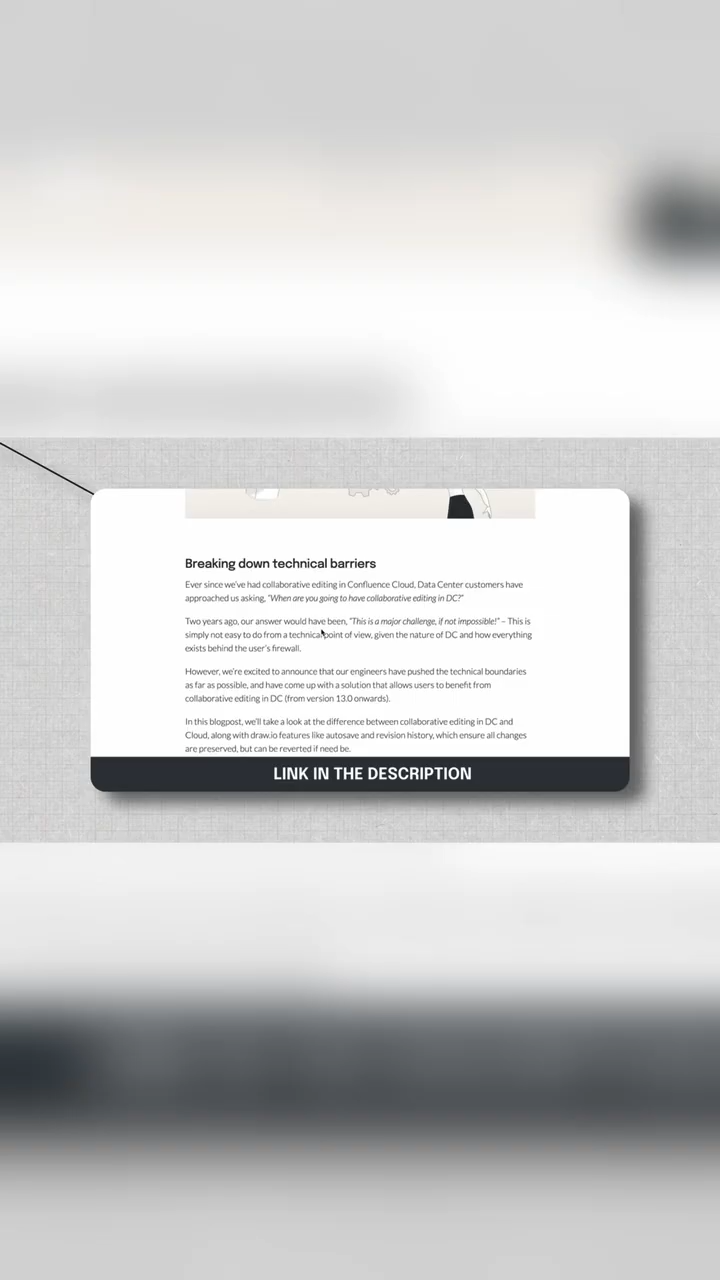 Breaking down technical barriers
Ever since we've had collaborative editing in Confluence Cloud, Data Center customers have
approached us asking, "When are you going to have collaborative editing in DC?"
Two years ago, our answer would have been, "This is a major challenge, if not impossible!" – This is
simply not easy to do from a technical point of view, given the nature of DC and how everything
exists behind the user's firewall.
However, we're excited to announce that our engineers have pushed the technical boundaries
as far as possible, and have come up with a solution that allows users to benefit from
collaborative editing in DC (from version 13.0 onwards).
In this blogpost, we'll take a look at the difference between collaborative editing in DC and
Cloud, along with draw.io features like autosave and revision history, which ensure all changes
are preserved, but can be reverted if need be.
LINK IN THE DESCRIPTION